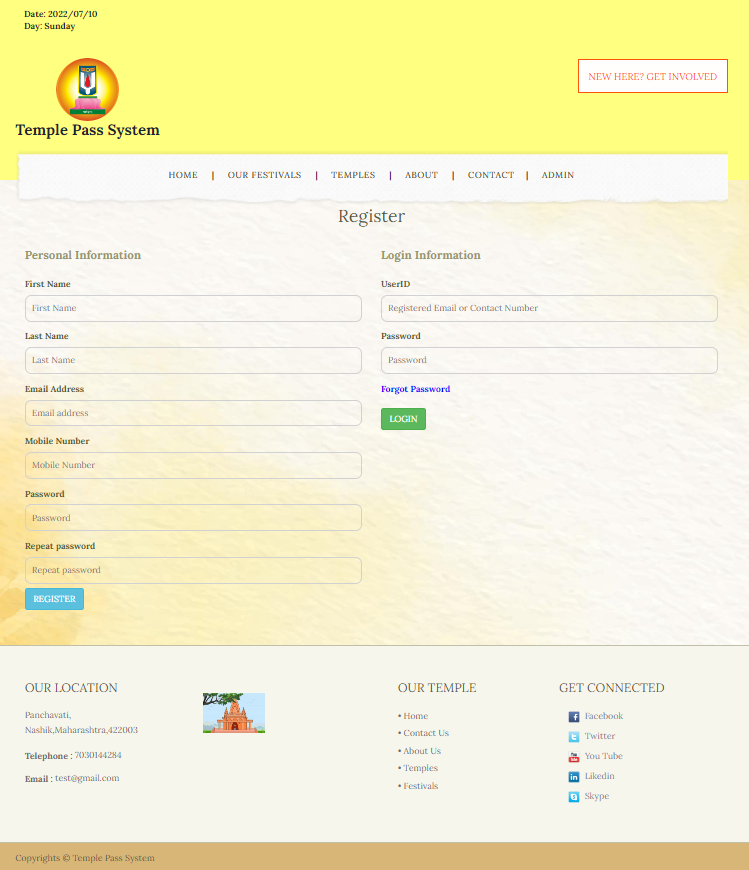 Date: 2022/07/10
Day: Sunday
Temple Pass System
NEW HERE? GET INVOLVED
HOME | OUR FESTIVALS | TEMPLES | ABOUT | CONTACT | ADMIN
Register
Personal Information
First Name
First Name
Last Name
Last Name
Email Address
Email address
Mobile Number
Mobile Number
Password
Password
Repeat password
Repeat password
REGISTER
Login Information
UserID
Registered Email or Contact Number
Password
Password
Forgot Password
LOGIN
OUR LOCATION
Panchavati,
Nashik,Maharashtra,422003
Telephone : 7030144284
Email : test@gmail.com
OUR TEMPLE
• Home
• Contact Us
• About Us
• Temples
• Festivals
GET CONNECTED
Facebook
Twitter
You Tube
Likedin
Skype
Copyrights © Temple Pass System